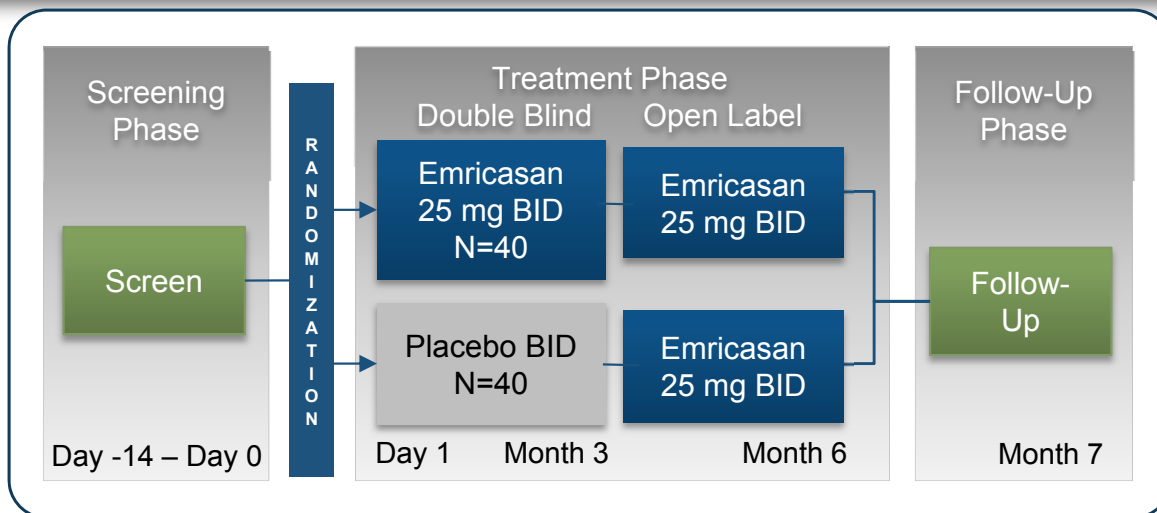 Screening
Phase
Screen
Day -14 – Day 0
RANDOMIZATION
Treatment Phase
Double Blind
Open Label
Emricasan
25 mg BID
N=40
Emricasan
25 mg BID
Placebo BID
N=40
Emricasan
25 mg BID
Day 1
Month 3
Month 6
Follow-Up
Phase
Follow-
Up
Month 7